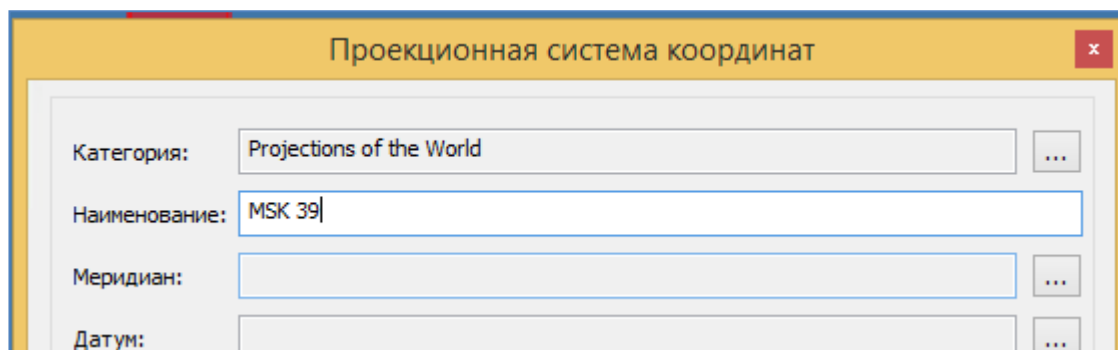 Проекционная система координат
x
Категория: Projections of the World ...
Наименование: MSK 39
Меридиан: ...
Датум: ...